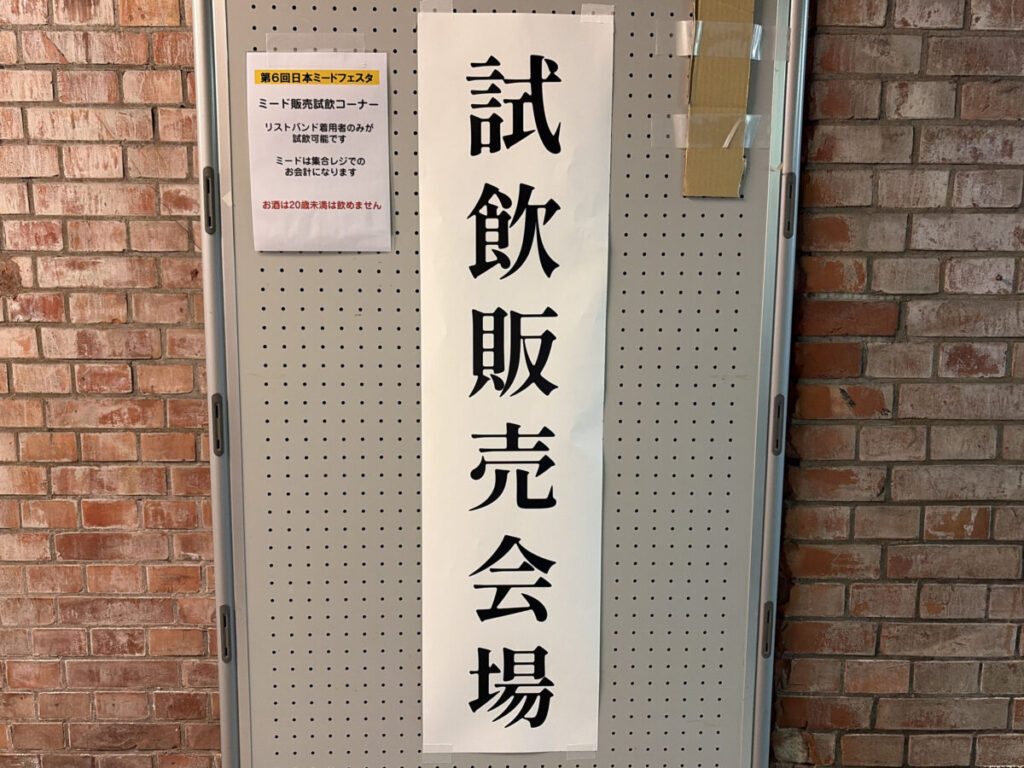 第6回日本ミードフェスタ
ミード販売試飲コーナー
リストバンド着用者のみが
試飲可能です
ミードは集合レジでの
お会計になります
お酒は20歳未満は飲めません
試飲販売会場